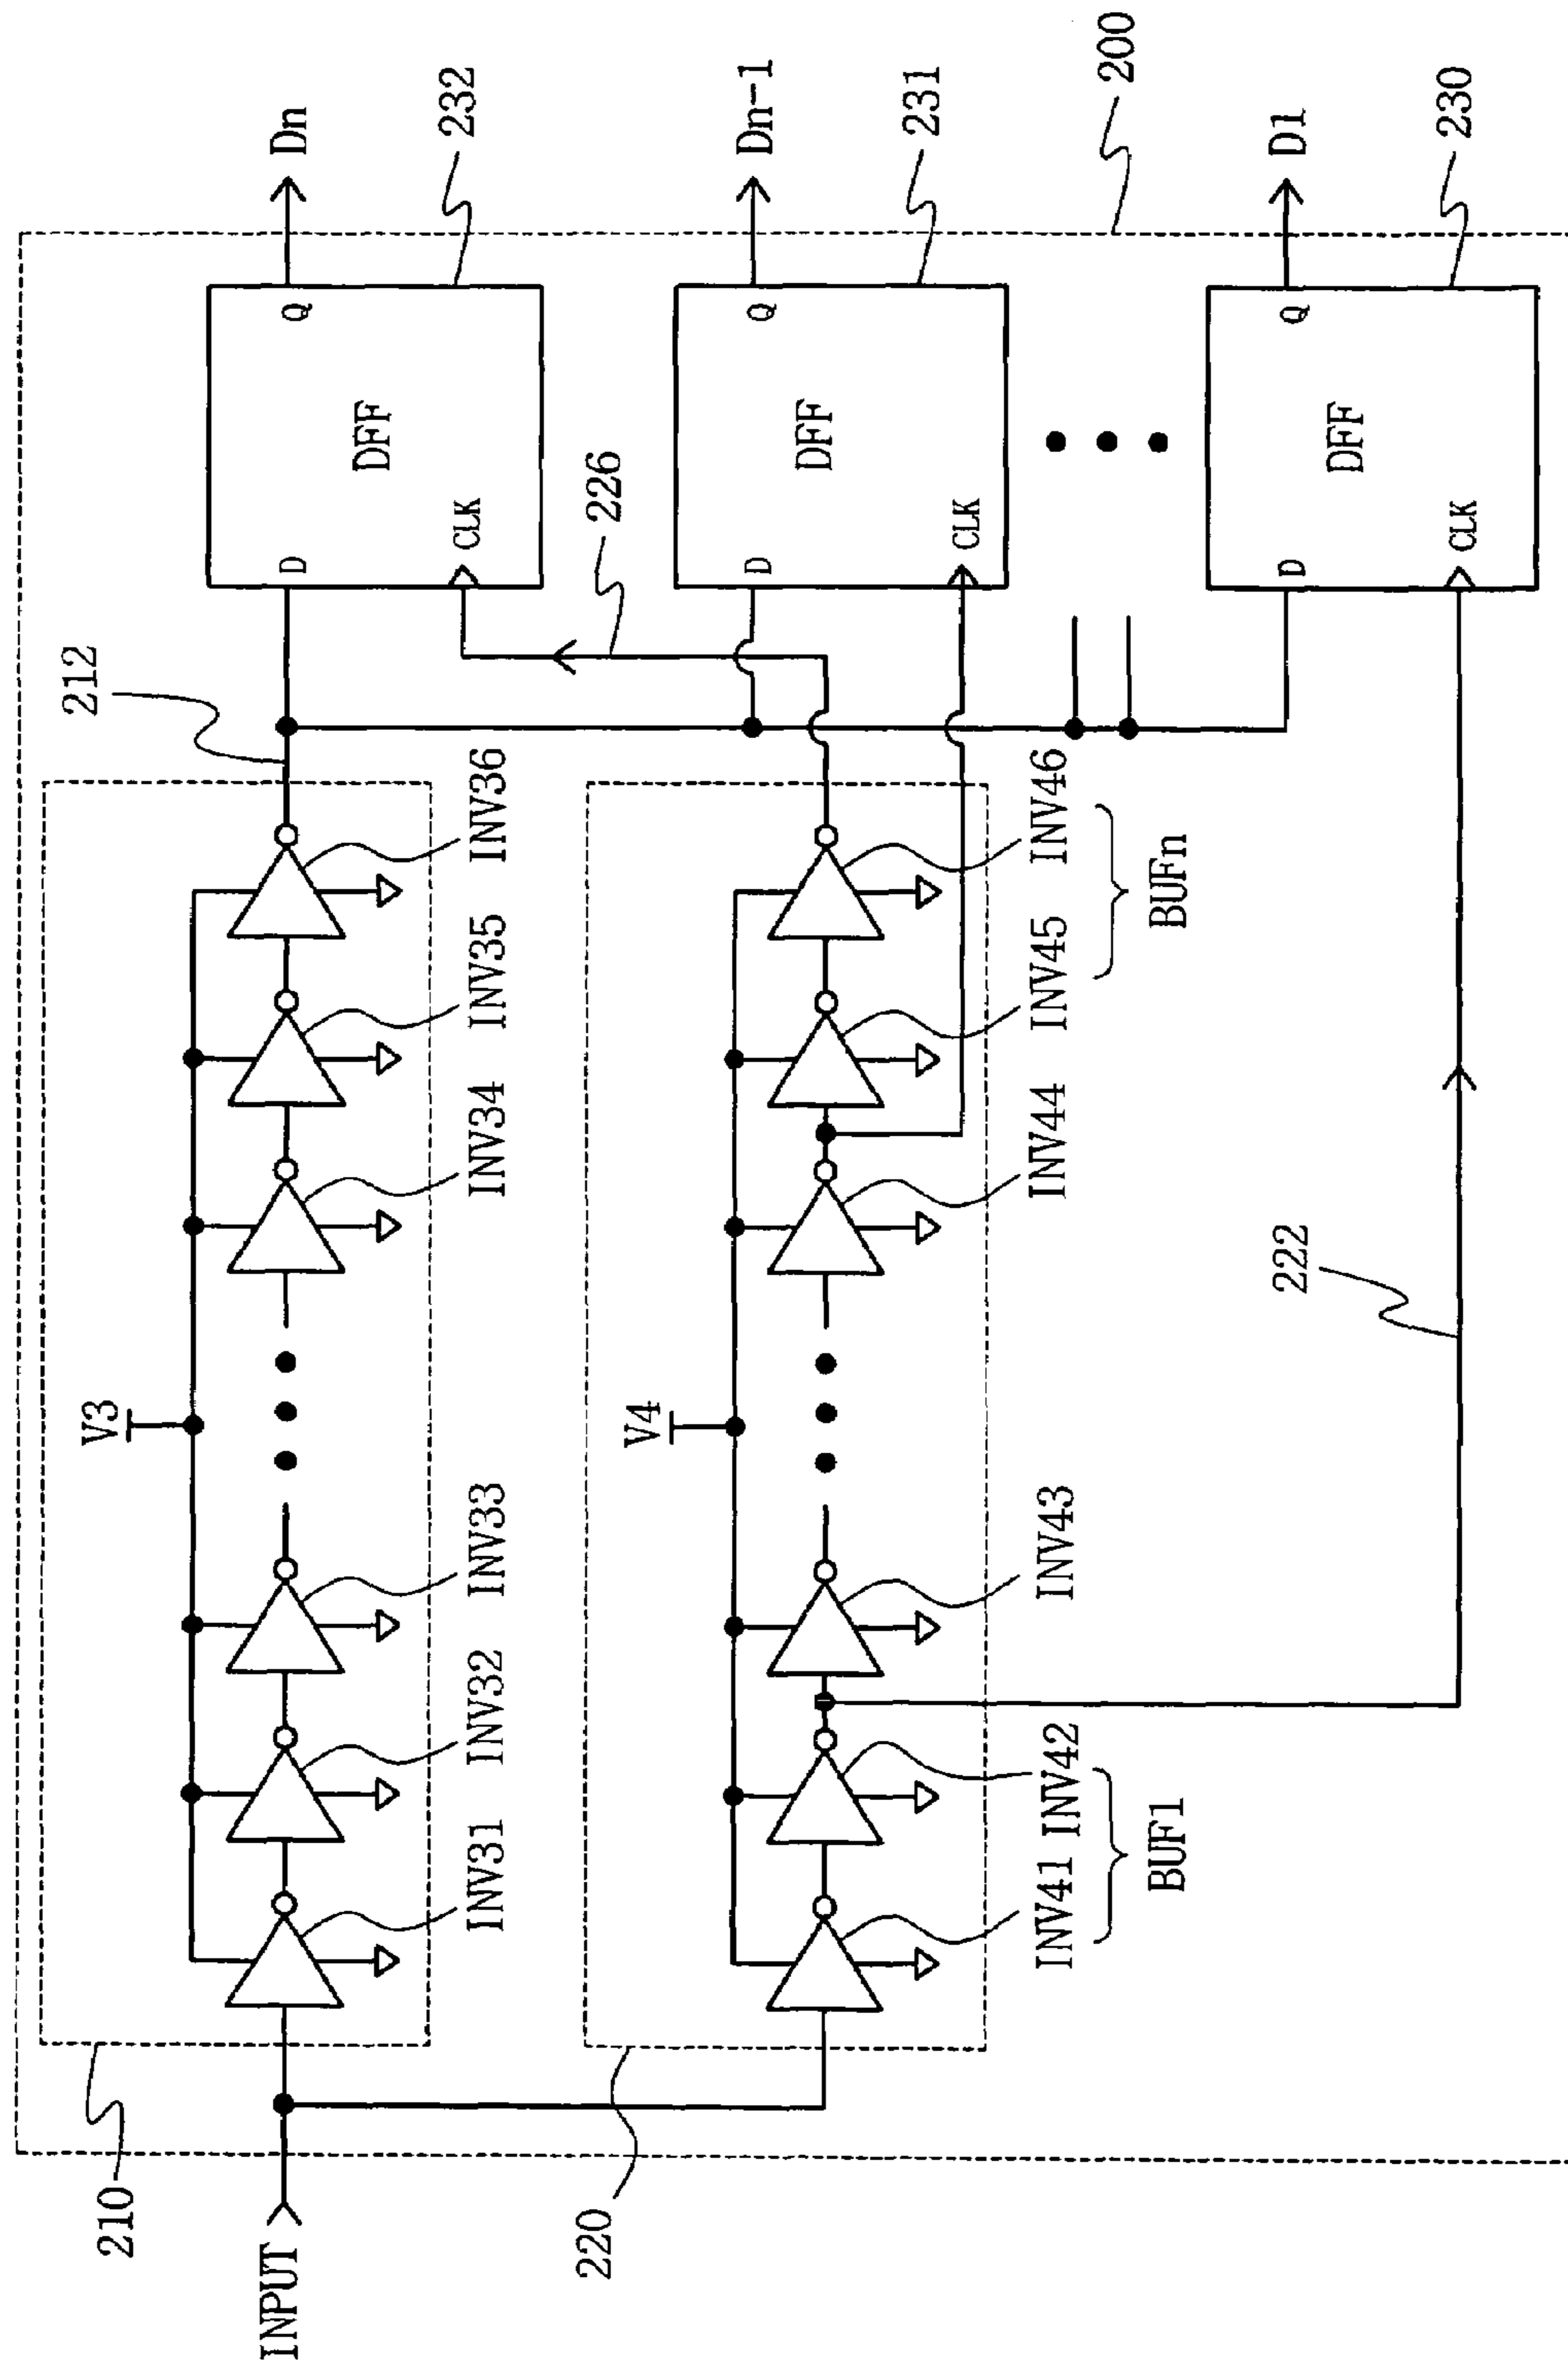 INPUT
210
V3
INV31
INV32
INV33
INV34
INV35
INV36
212
220
V4
INV41
INV42
INV43
INV44
INV45
INV46
BUF1
BUFn
222
226
D
Q
DFF
CLK
Dn
232
D
Q
DFF
CLK
Dn-1
231
D
Q
DFF
CLK
D1
230
200